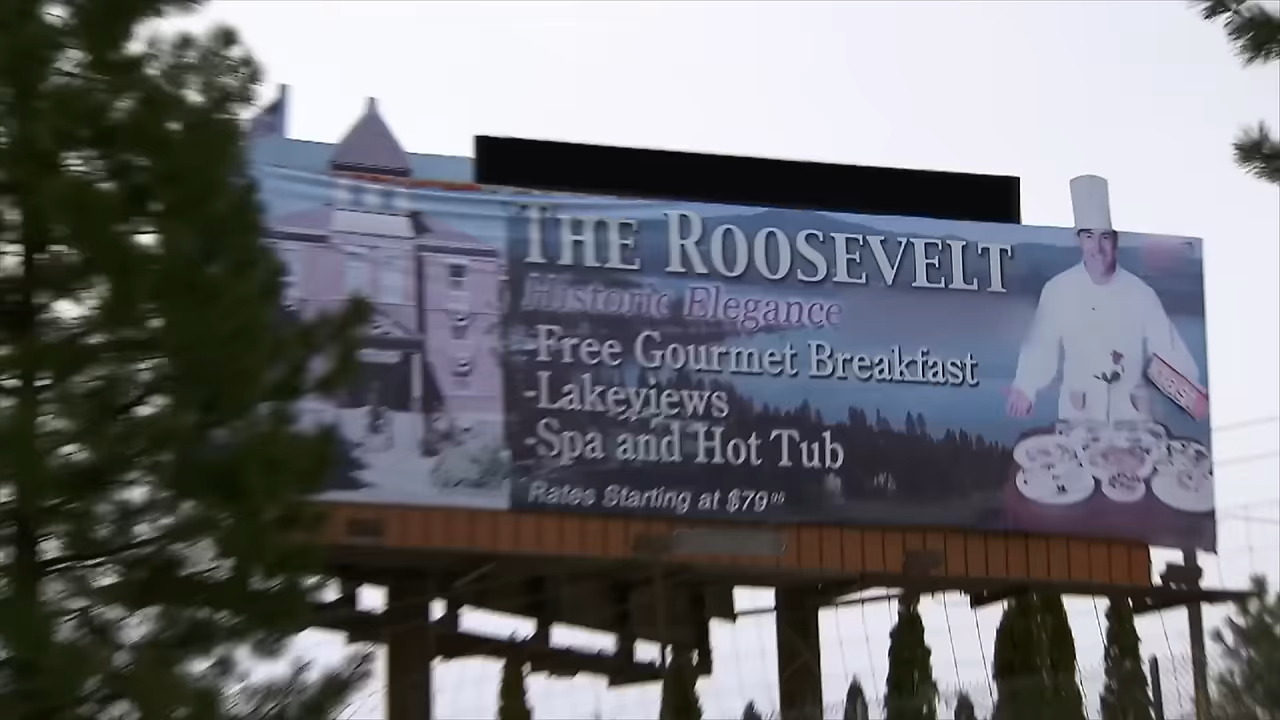 THE ROOSEVELT
Historic Elegance
-Free Gourmet Breakfast
-Lakeviews
-Spa and Hot Tub
Rates Starting at $79